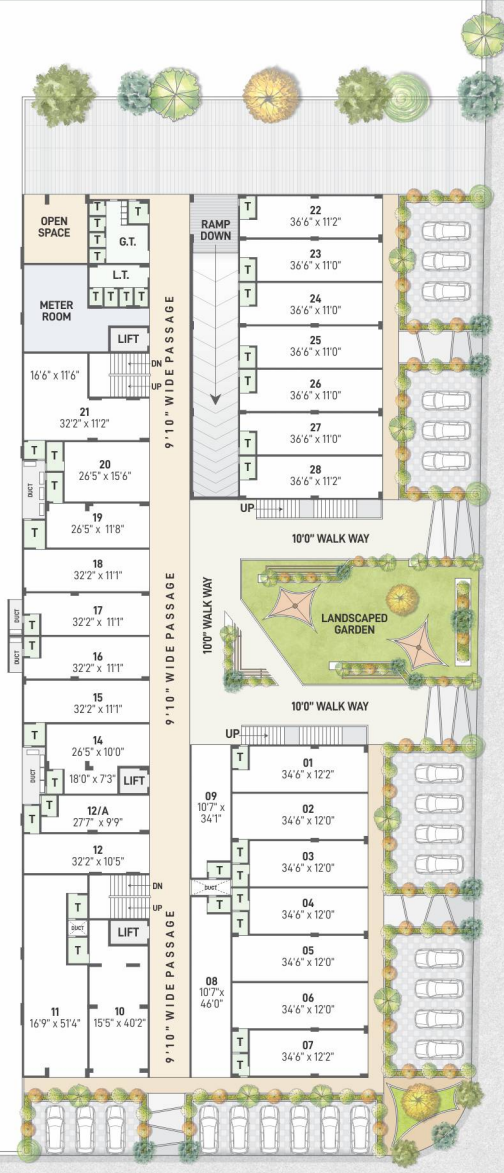 T
T
T
T
T
G.T.
OPEN
SPACE
L.T.
T T T T
METER
ROOM
LIFT
DN
UP
16'6" x 11'6"
21
32'2" x 11'2"
T
T
20
26'5" x 15'6"
DUCT
T
19
26'5" x 11'8"
18
32'2" x 11'1"
DUCT
T
17
32'2" x 11'1"
DUCT
T
16
32'2" x 11'1"
15
32'2" x 11'1"
T
14
26'5" x 10'0"
DUCT
T
18'0" x 7'3"
LIFT
T
T
12/A
27'7" x 9'9"
12
32'2" x 10'5"
DN
UP
T
DUCT
T
LIFT
11
16'9" x 51'4"
10
15'5" x 40'2"
9'10" WIDE PASSAGE
9'10" WIDE PASSAGE
9'10" WIDE PASSAGE
RAMP
DOWN
T
22
36'6" x 11'2"
T
23
36'6" x 11'0"
T
24
36'6" x 11'0"
T
25
36'6" x 11'0"
T
26
36'6" x 11'0"
T
27
36'6" x 11'0"
T
28
36'6" x 11'2"
UP
10'0" WALK WAY
10'0" WALK WAY
LANDSCAPED
GARDEN
10'0" WALK WAY
UP
T
01
34'6" x 12'2"
09
10'7" x
34'1"
02
34'6" x 12'0"
T
03
34'6" x 12'0"
T
DUCT
T
T
04
34'6" x 12'0"
T
05
34'6" x 12'0"
08
10'7"x
46'0"
06
34'6" x 12'0"
T
T
07
34'6" x 12'2"